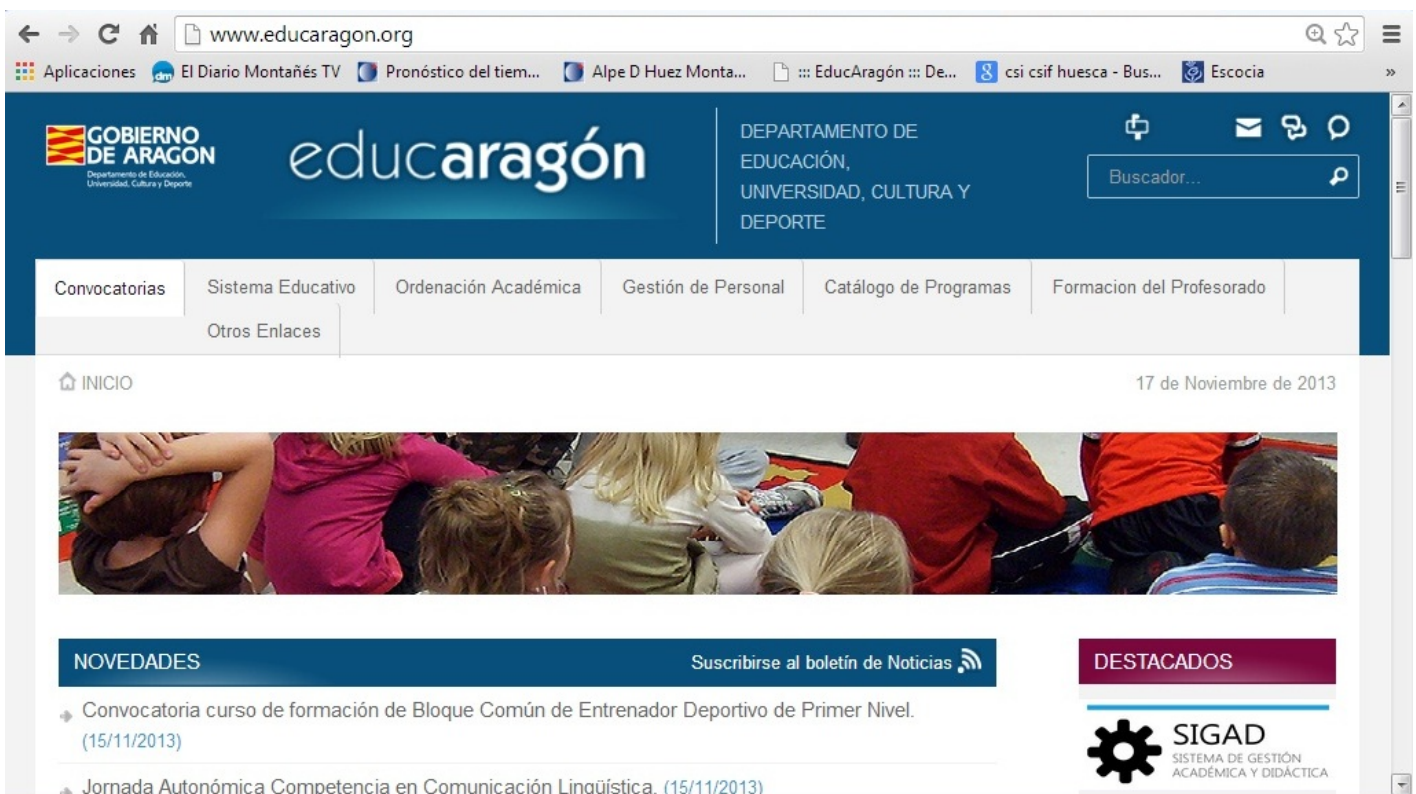 www.educaragon.org
Aplicaciones El Diario Montañés TV Pronóstico del tiem... Alpe D Huez Monta... ::: EducAragón ::: De... csi csif huesca - Bus... Escocia »
GOBIERNO
DE ARAGON
Departamento de Educación,
Universidad, Cultura y Deporte
educaragón
DEPARTAMENTO DE
EDUCACIÓN,
UNIVERSIDAD, CULTURA Y
DEPORTE
Buscador...
Convocatorias Sistema Educativo Ordenación Académica Gestión de Personal Catálogo de Programas Formacion del Profesorado
Otros Enlaces
INICIO 17 de Noviembre de 2013
NOVEDADES Suscribirse al boletín de Noticias
DESTACADOS
Convocatoria curso de formación de Bloque Común de Entrenador Deportivo de Primer Nivel.
(15/11/2013)
SIGAD
SISTEMA DE GESTIÓN
ACADÉMICA Y DIDÁCTICA
Jornada Autonómica Competencia en Comunicación Lingüística. (15/11/2013)